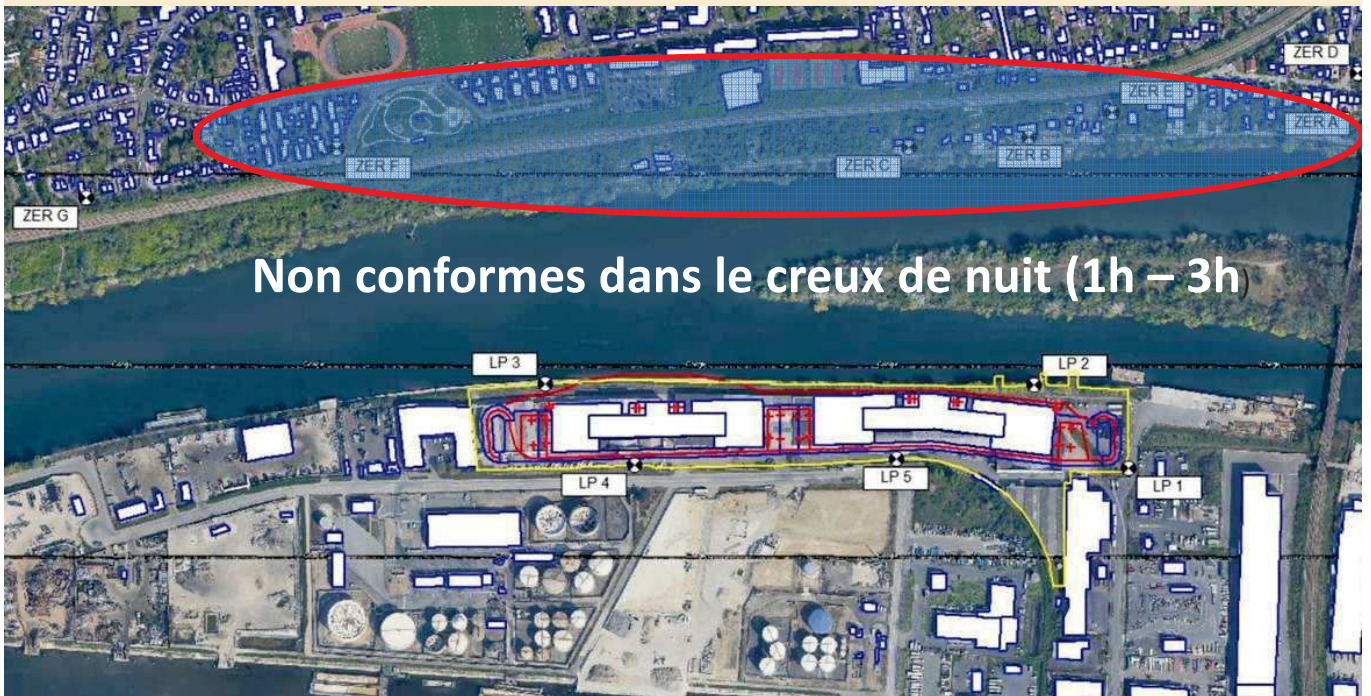 ZER D
ZER E
ZER A
ZER B
ZER F
ZER C
ZER G
Non conformes dans le creux de nuit (1h – 3h)
LP 3
LP 2
LP 4
LP 5
LP 1